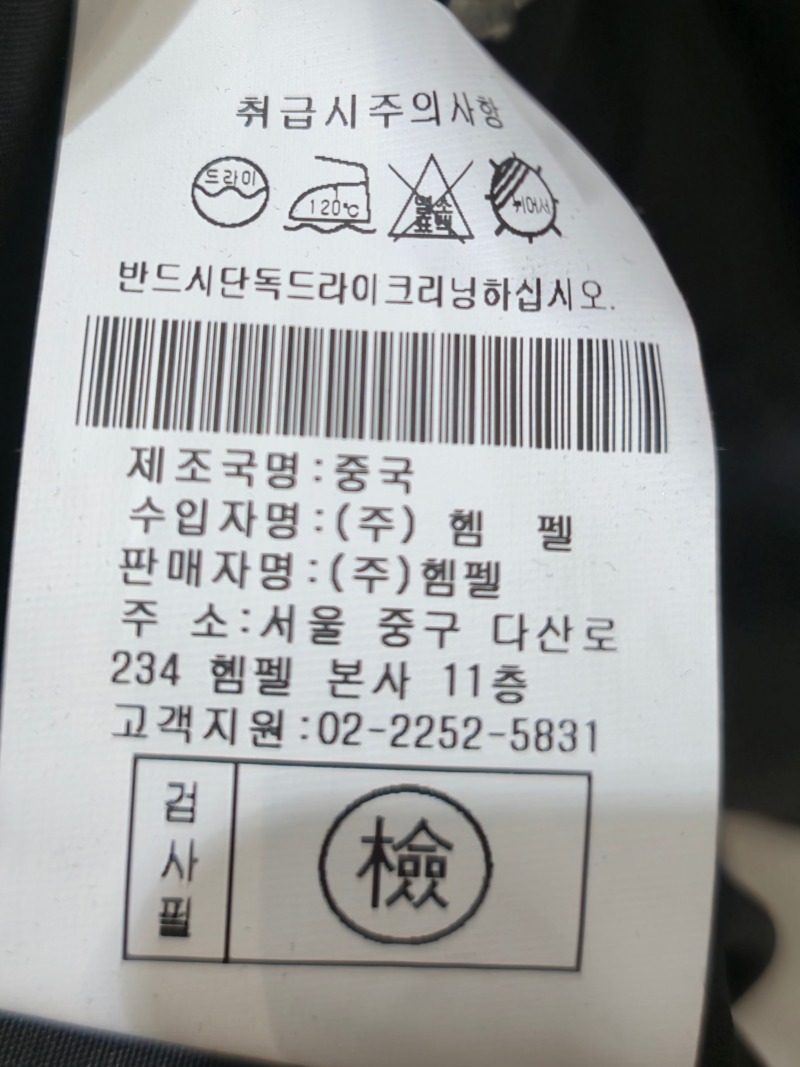 취급시주의사항
드라이 120℃ 염소표백 뉘어서
반드시단독드라이크리닝하십시오.
제조국명:중국
수입자명:(주) 헴 펠
판매자명:(주)헴펠
주 소:서울 중구 다산로
234 헴펠 본사 11층
고객지원:02-2252-5831
검사필 檢